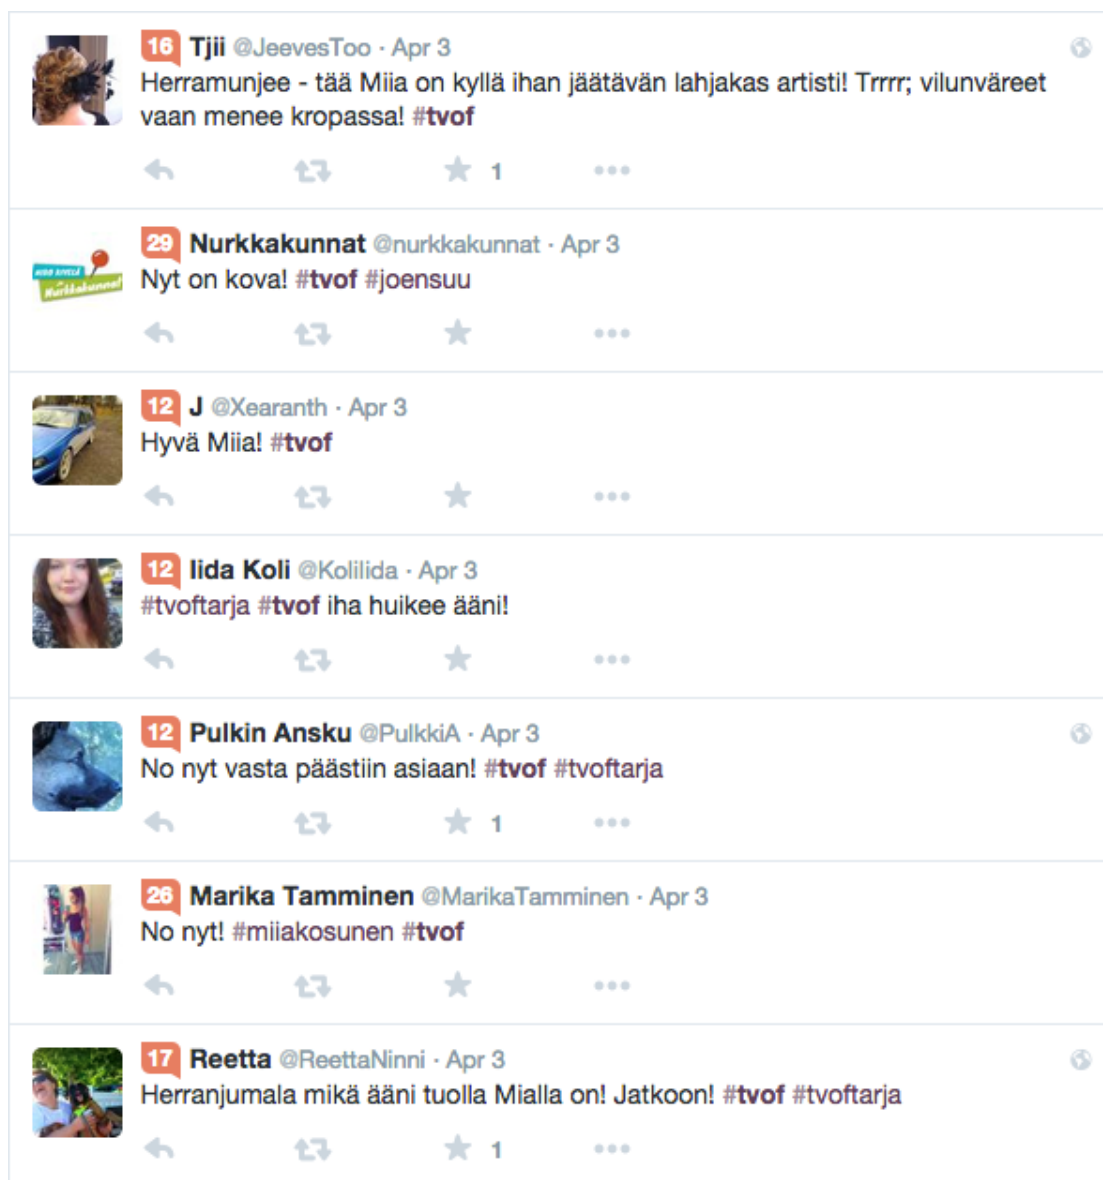 16 Tjii @JeevesToo · Apr 3
Herramunjee - tää Miia on kyllä ihan jäätävän lahjakas artisti! Trrrr; vilunväreet
vaan menee kropassa! #tvof
1
29 Nurkkakunnat @nurkkakunnat · Apr 3
Nurkkakunnat
Nyt on kova! #tvof #joensuu
12 J @Xearanth · Apr 3
Hyvä Miia! #tvof
12 Iida Koli @KoliIida · Apr 3
#tvoftarja #tvof iha huikee ääni!
12 Pulkin Ansku @PulkkiA · Apr 3
No nyt vasta päästiin asiaan! #tvof #tvoftarja
1
26 Marika Tamminen @MarikaTamminen · Apr 3
No nyt! #miiakosunen #tvof
17 Reetta @ReettaNinni · Apr 3
Herranjumala mikä ääni tuolla Mialla on! Jatkoon! #tvof #tvoftarja
1